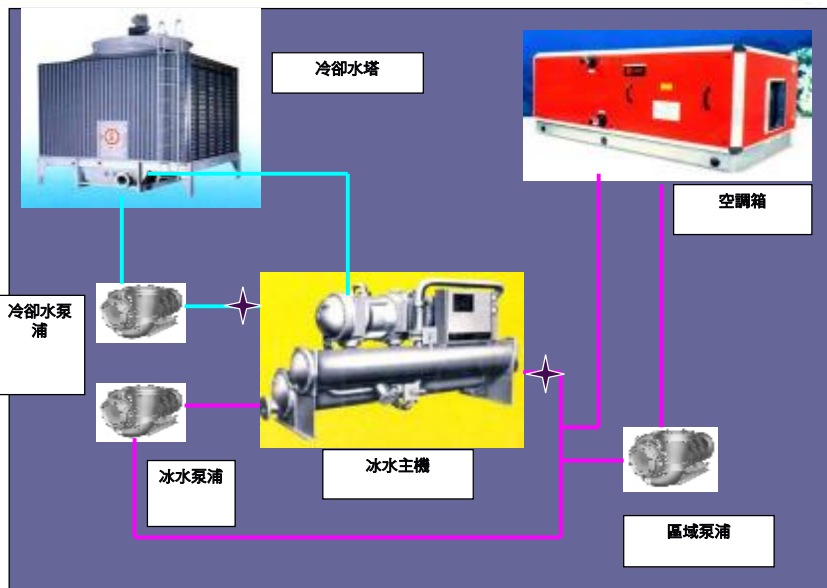 冷卻水塔
空調箱
冷卻水泵
浦
冰水泵浦
冰水主機
區域泵浦